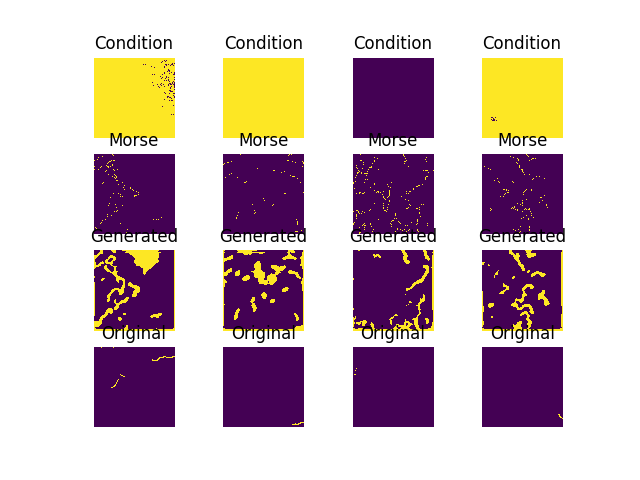 Condition Condition Condition Condition
Morse Morse Morse Morse
Generated Generated Generated Generated
Original Original Original Original